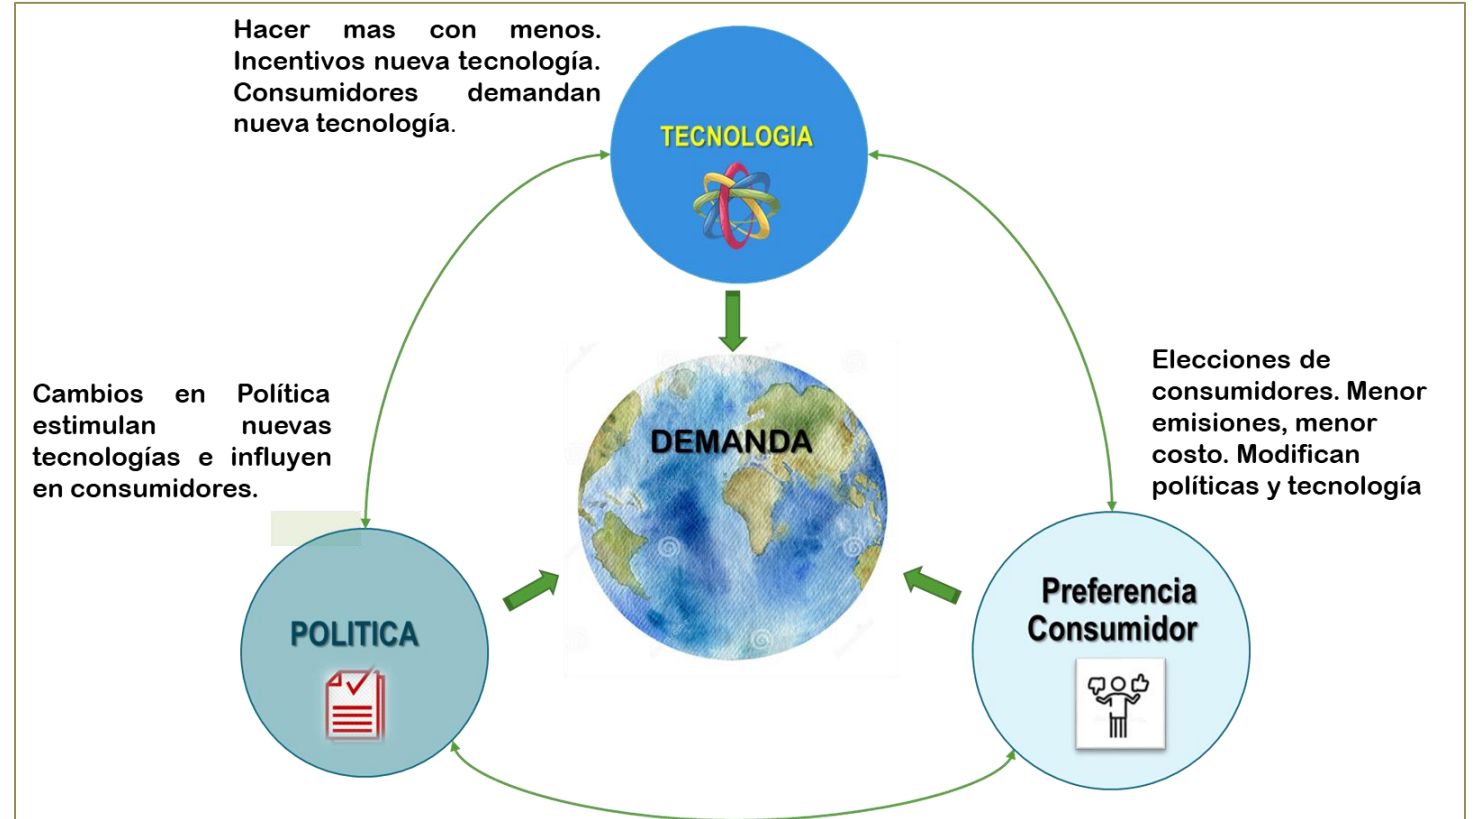 Hacer mas con menos.
Incentivos nueva tecnología.
Consumidores demandan
nueva tecnología.
TECNOLOGIA
Cambios en Política
estimulan nuevas
tecnologías e influyen
en consumidores.
DEMANDA
Elecciones de
consumidores. Menor
emisiones, menor
costo. Modifican
políticas y tecnología
POLITICA
Preferencia
Consumidor